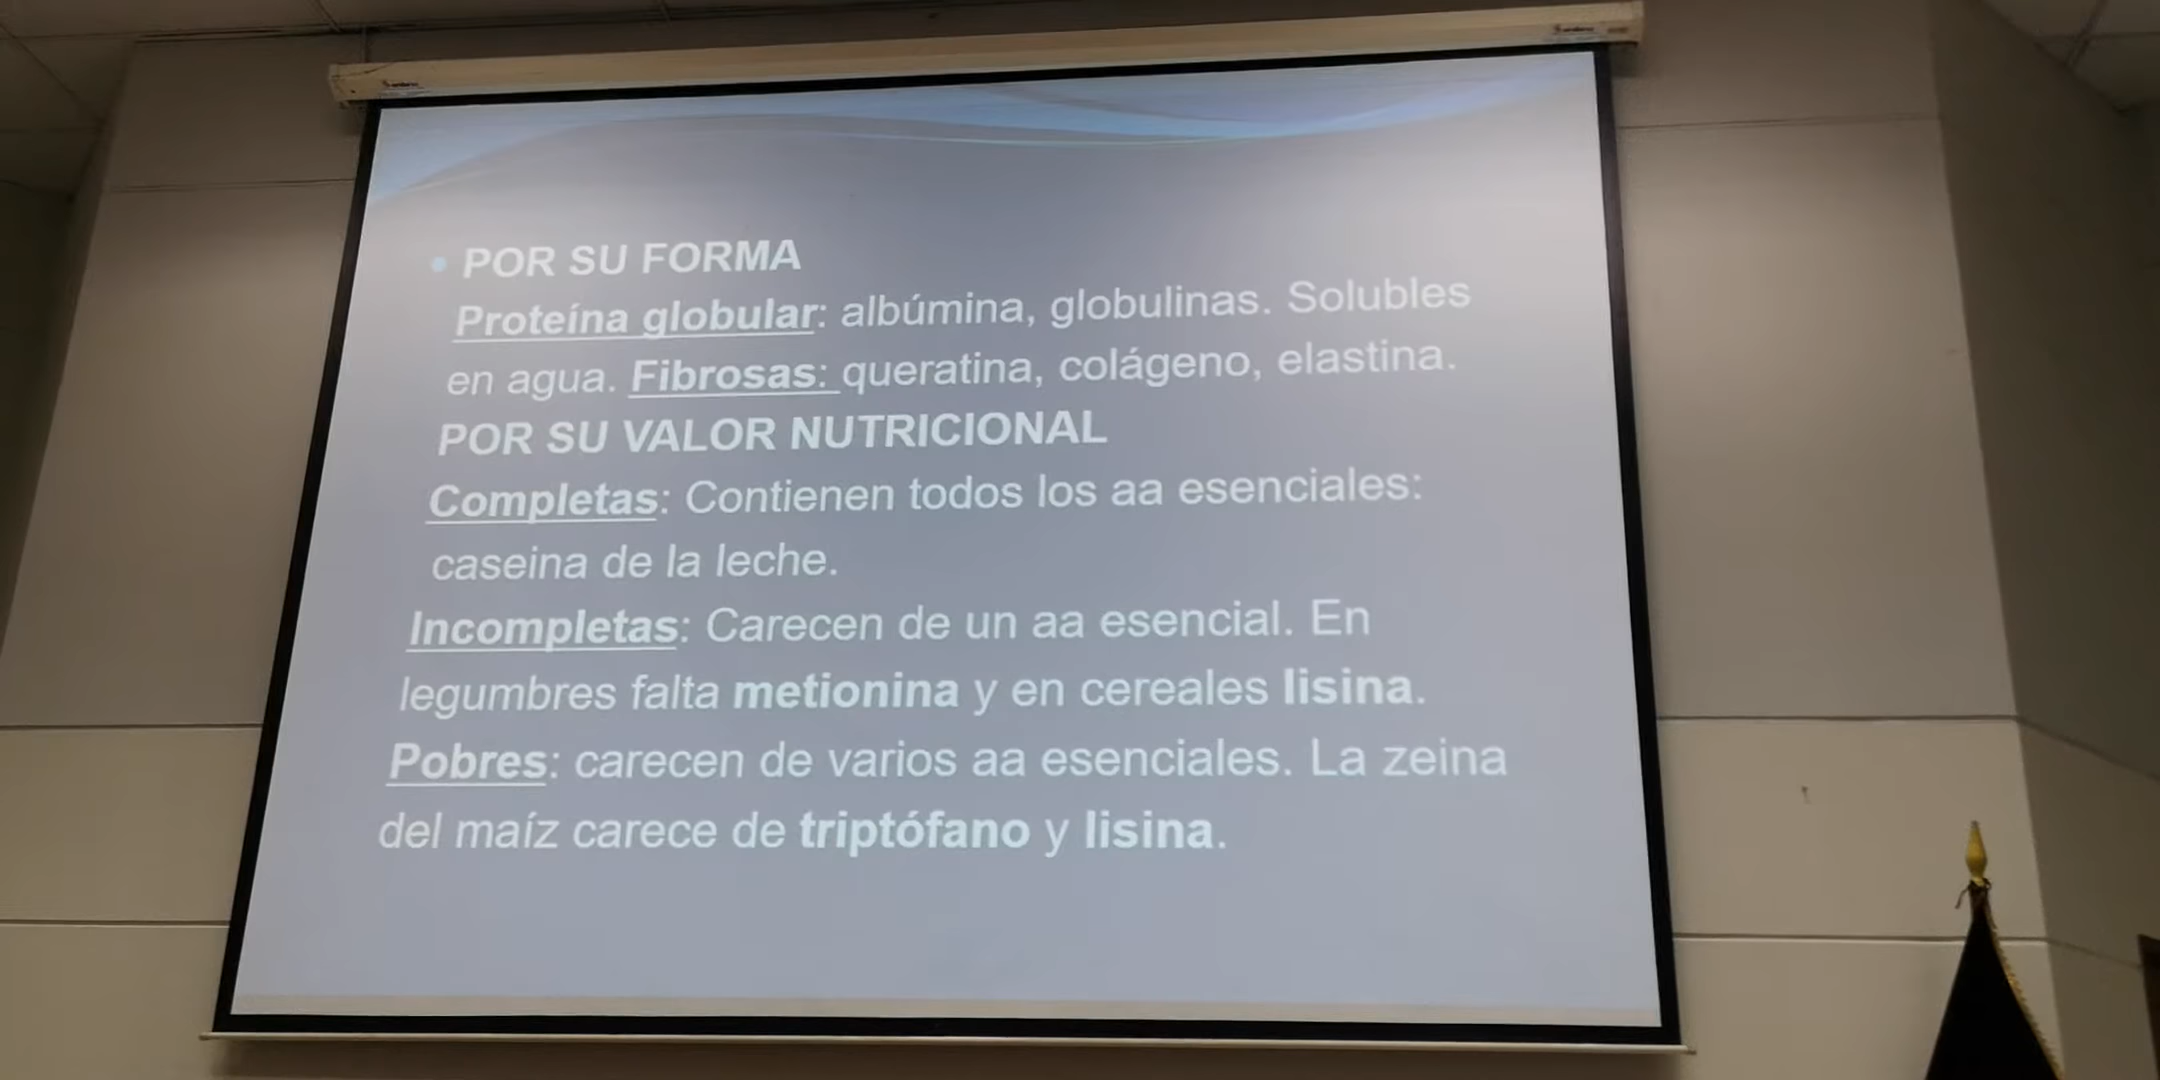 • POR SU FORMA
Proteína globular: albúmina, globulinas. Solubles
en agua. Fibrosas: queratina, colágeno, elastina.
POR SU VALOR NUTRICIONAL
Completas: Contienen todos los aa esenciales:
caseina de la leche.
Incompletas: Carecen de un aa esencial. En
legumbres falta metionina y en cereales lisina.
Pobres: carecen de varios aa esenciales. La zeina
del maíz carece de triptófano y lisina.